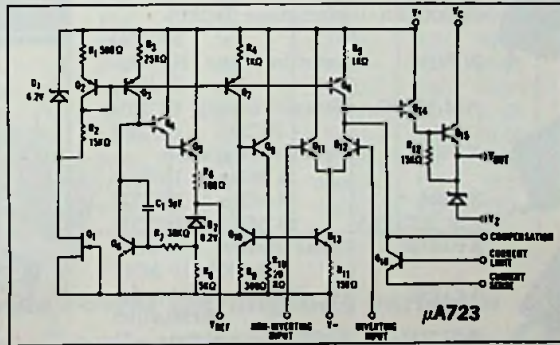 V+
VC
R1 500Ω
R3 25KΩ
R4 1KΩ
R5 1KΩ
D1 6.2V
Q2
Q3
Q7
Q8
Q4
Q14
Q15
R2 15KΩ
Q5
Q9
Q11
Q12
R12 15KΩ
VOUT
R6 100Ω
C1 5pF
D2 6.2V
VZ
R7 30KΩ
Q1
Q6
Q10
Q13
COMPENSATION
R8 5KΩ
R9 300Ω
R10 20 KΩ
R11 150Ω
Q16
CURRENT LIMIT
CURRENT SENSE
VREF
NON-INVERTING INPUT
V-
INVERTING INPUT
μA723